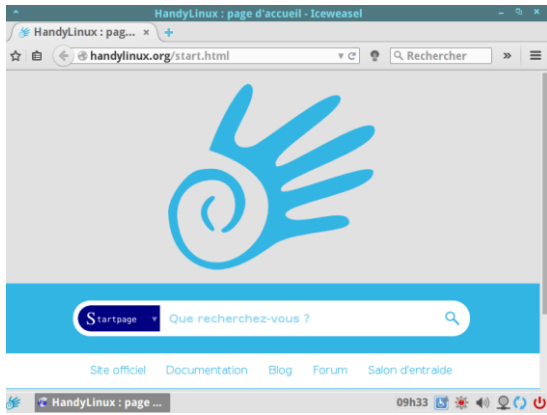 HandyLinux : page d'accueil - Iceweasel
HandyLinux : pag... × +
handylinux.org/start.html Rechercher »
Startpage Que recherchez-vous ?
Site officiel Documentation Blog Forum Salon d'entraide
HandyLinux : page ... 09h33